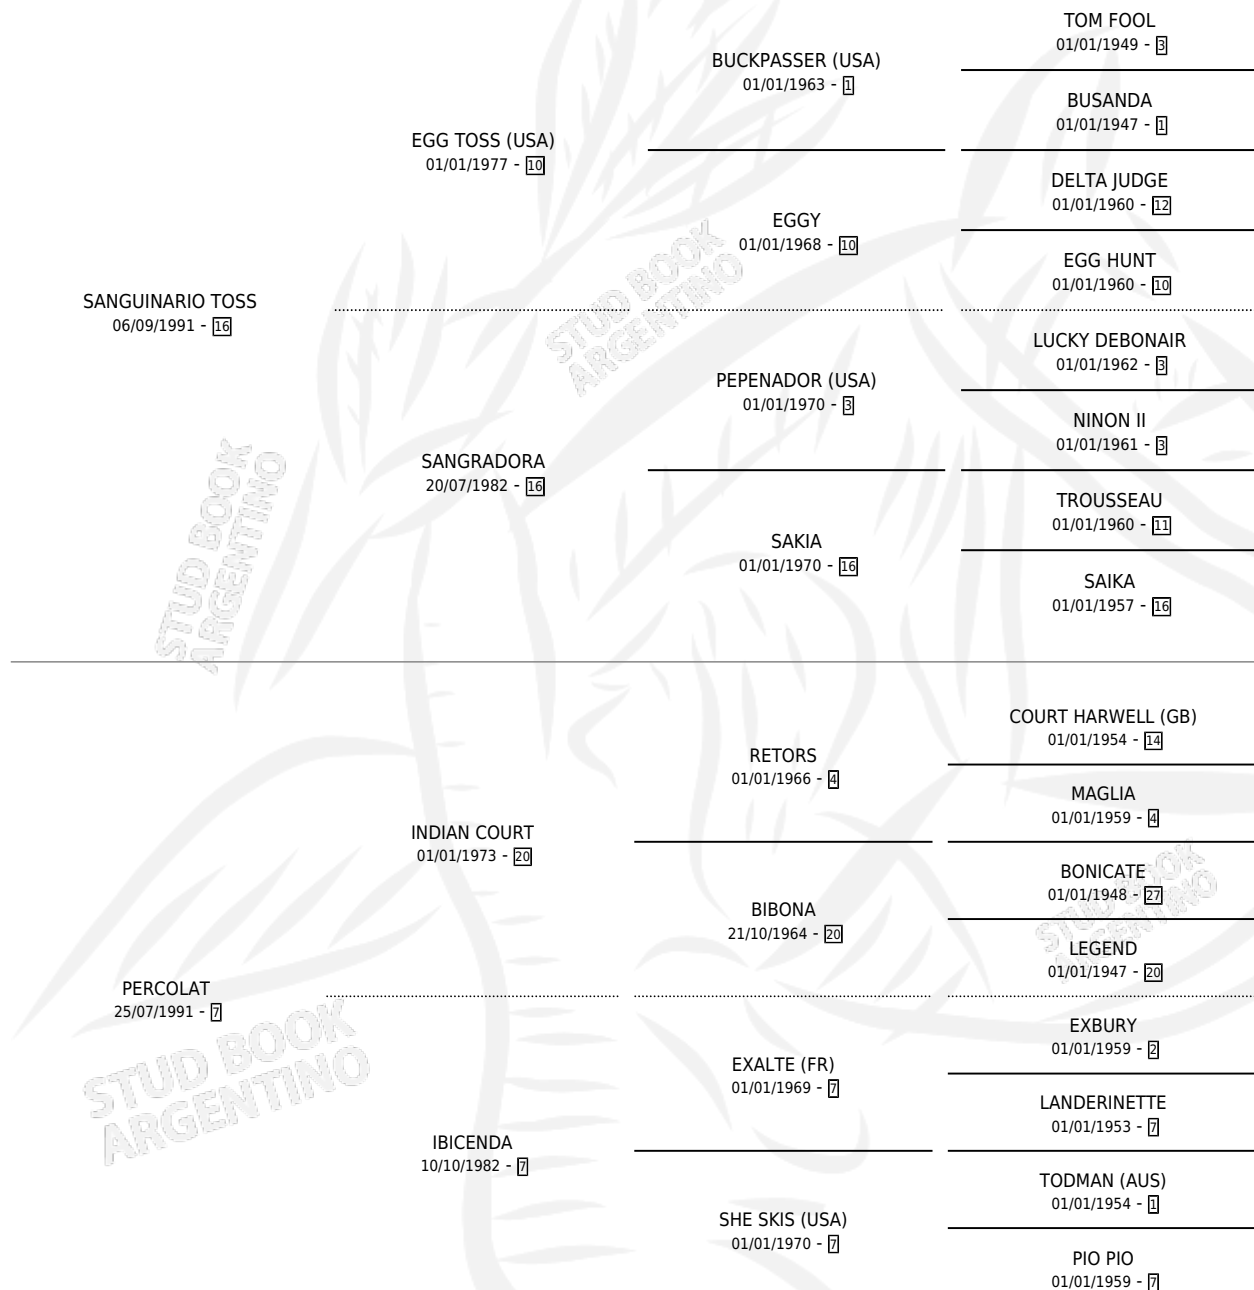 TOM FOOL
01/01/1949 - 3
BUCKPASSER (USA)
01/01/1963 - 1
BUSANDA
01/01/1947 - 1
EGG TOSS (USA)
01/01/1977 - 10
DELTA JUDGE
01/01/1960 - 12
EGGY
01/01/1968 - 10
EGG HUNT
01/01/1960 - 10
SANGUINARIO TOSS
06/09/1991 - 16
LUCKY DEBONAIR
01/01/1962 - 3
PEPENADOR (USA)
01/01/1970 - 3
NINON II
01/01/1961 - 3
SANGRADORA
20/07/1982 - 16
TROUSSEAU
01/01/1960 - 11
SAKIA
01/01/1970 - 16
SAIKA
01/01/1957 - 16
COURT HARWELL (GB)
01/01/1954 - 14
RETORS
01/01/1966 - 4
MAGLIA
01/01/1959 - 4
INDIAN COURT
01/01/1973 - 20
BONICATE
01/01/1948 - 27
BIBONA
21/10/1964 - 20
LEGEND
01/01/1947 - 20
PERCOLAT
25/07/1991 - 7
EXBURY
01/01/1959 - 2
EXALTE (FR)
01/01/1969 - 7
LANDERINETTE
01/01/1953 - 7
IBICENDA
10/10/1982 - 7
TODMAN (AUS)
01/01/1954 - 1
SHE SKIS (USA)
01/01/1970 - 7
PIO PIO
01/01/1959 - 7
STUD BOOK
ARGENTINO
STUD BOOK
ARGENTINO
STUD BOOK
ARGENTINO
STUD BOOK
ARGENTINO